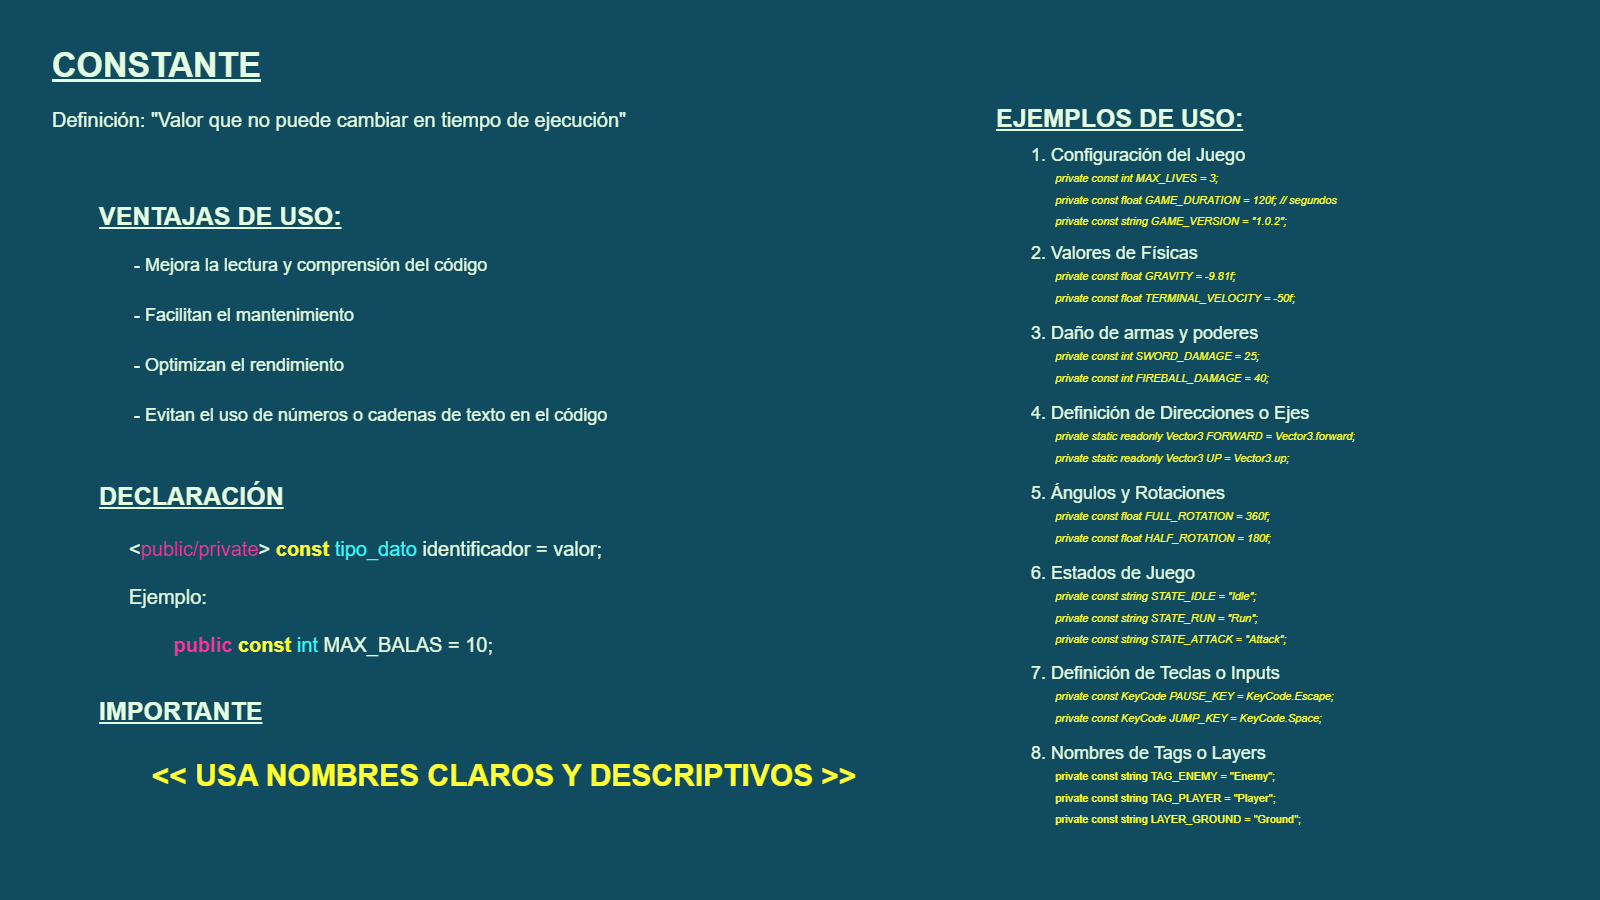 CONSTANTE
Definición: "Valor que no puede cambiar en tiempo de ejecución"
VENTAJAS DE USO:
- Mejora la lectura y comprensión del código
- Facilitan el mantenimiento
- Optimizan el rendimiento
- Evitan el uso de números o cadenas de texto en el código
DECLARACIÓN
<public/private> const tipo_dato identificador = valor;
Ejemplo:
public const int MAX_BALAS = 10;
IMPORTANTE
<< USA NOMBRES CLAROS Y DESCRIPTIVOS >>
EJEMPLOS DE USO:
1. Configuración del Juego
private const int MAX_LIVES = 3;
private const float GAME_DURATION = 120f; // segundos
private const string GAME_VERSION = "1.0.2";
2. Valores de Físicas
private const float GRAVITY = -9.81f;
private const float TERMINAL_VELOCITY = -50f;
3. Daño de armas y poderes
private const int SWORD_DAMAGE = 25;
private const int FIREBALL_DAMAGE = 40;
4. Definición de Direcciones o Ejes
private static readonly Vector3 FORWARD = Vector3.forward;
private static readonly Vector3 UP = Vector3.up;
5. Ángulos y Rotaciones
private const float FULL_ROTATION = 360f;
private const float HALF_ROTATION = 180f;
6. Estados de Juego
private const string STATE_IDLE = "Idle";
private const string STATE_RUN = "Run";
private const string STATE_ATTACK = "Attack";
7. Definición de Teclas o Inputs
private const KeyCode PAUSE_KEY = KeyCode.Escape;
private const KeyCode JUMP_KEY = KeyCode.Space;
8. Nombres de Tags o Layers
private const string TAG_ENEMY = "Enemy";
private const string TAG_PLAYER = "Player";
private const string LAYER_GROUND = "Ground";